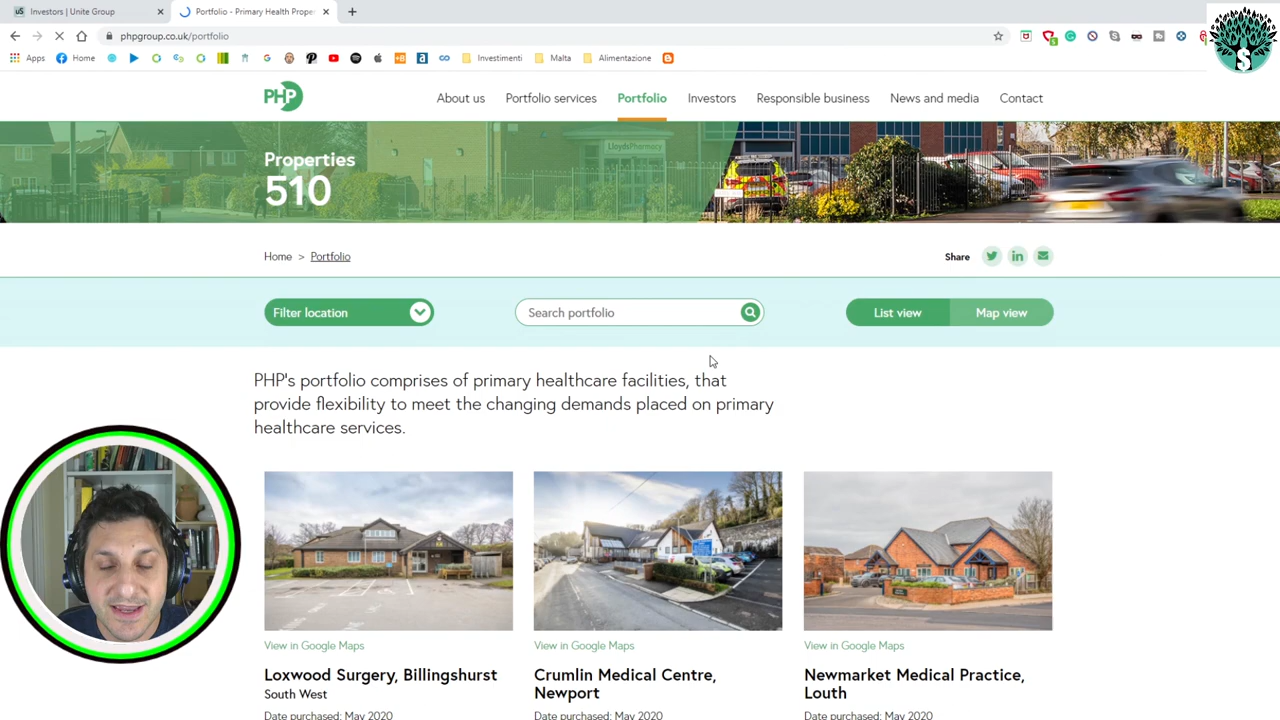 Investors | Unite Group
Portfolio - Primary Health Prope
phpgroup.co.uk/portfolio
Apps
Home
Investimenti
Malta
Alimentazione
PHP
About us
Portfolio services
Portfolio
Investors
Responsible business
News and media
Contact
LloydsPharmacy
Properties
510
Home > Portfolio
Share
Filter location
Search portfolio
List view
Map view
PHP's portfolio comprises of primary healthcare facilities, that
provide flexibility to meet the changing demands placed on primary
healthcare services.
View in Google Maps
Loxwood Surgery, Billingshurst
South West
Date purchased: May 2020
View in Google Maps
Crumlin Medical Centre,
Newport
Date purchased: May 2020
View in Google Maps
Newmarket Medical Practice,
Louth
Date purchased: May 2020